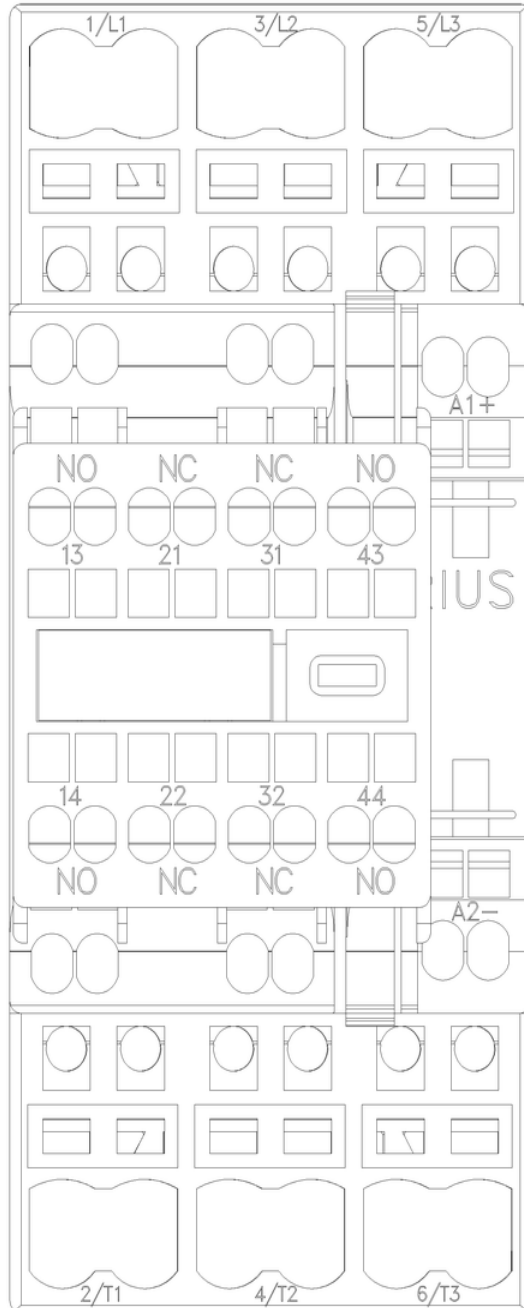 1/L1 3/L2 5/L3
A1+
NO NC NC NO
13 21 31 43
IUS
14 22 32 44
NO NC NC NO
A2-
2/T1 4/T2 6/T3